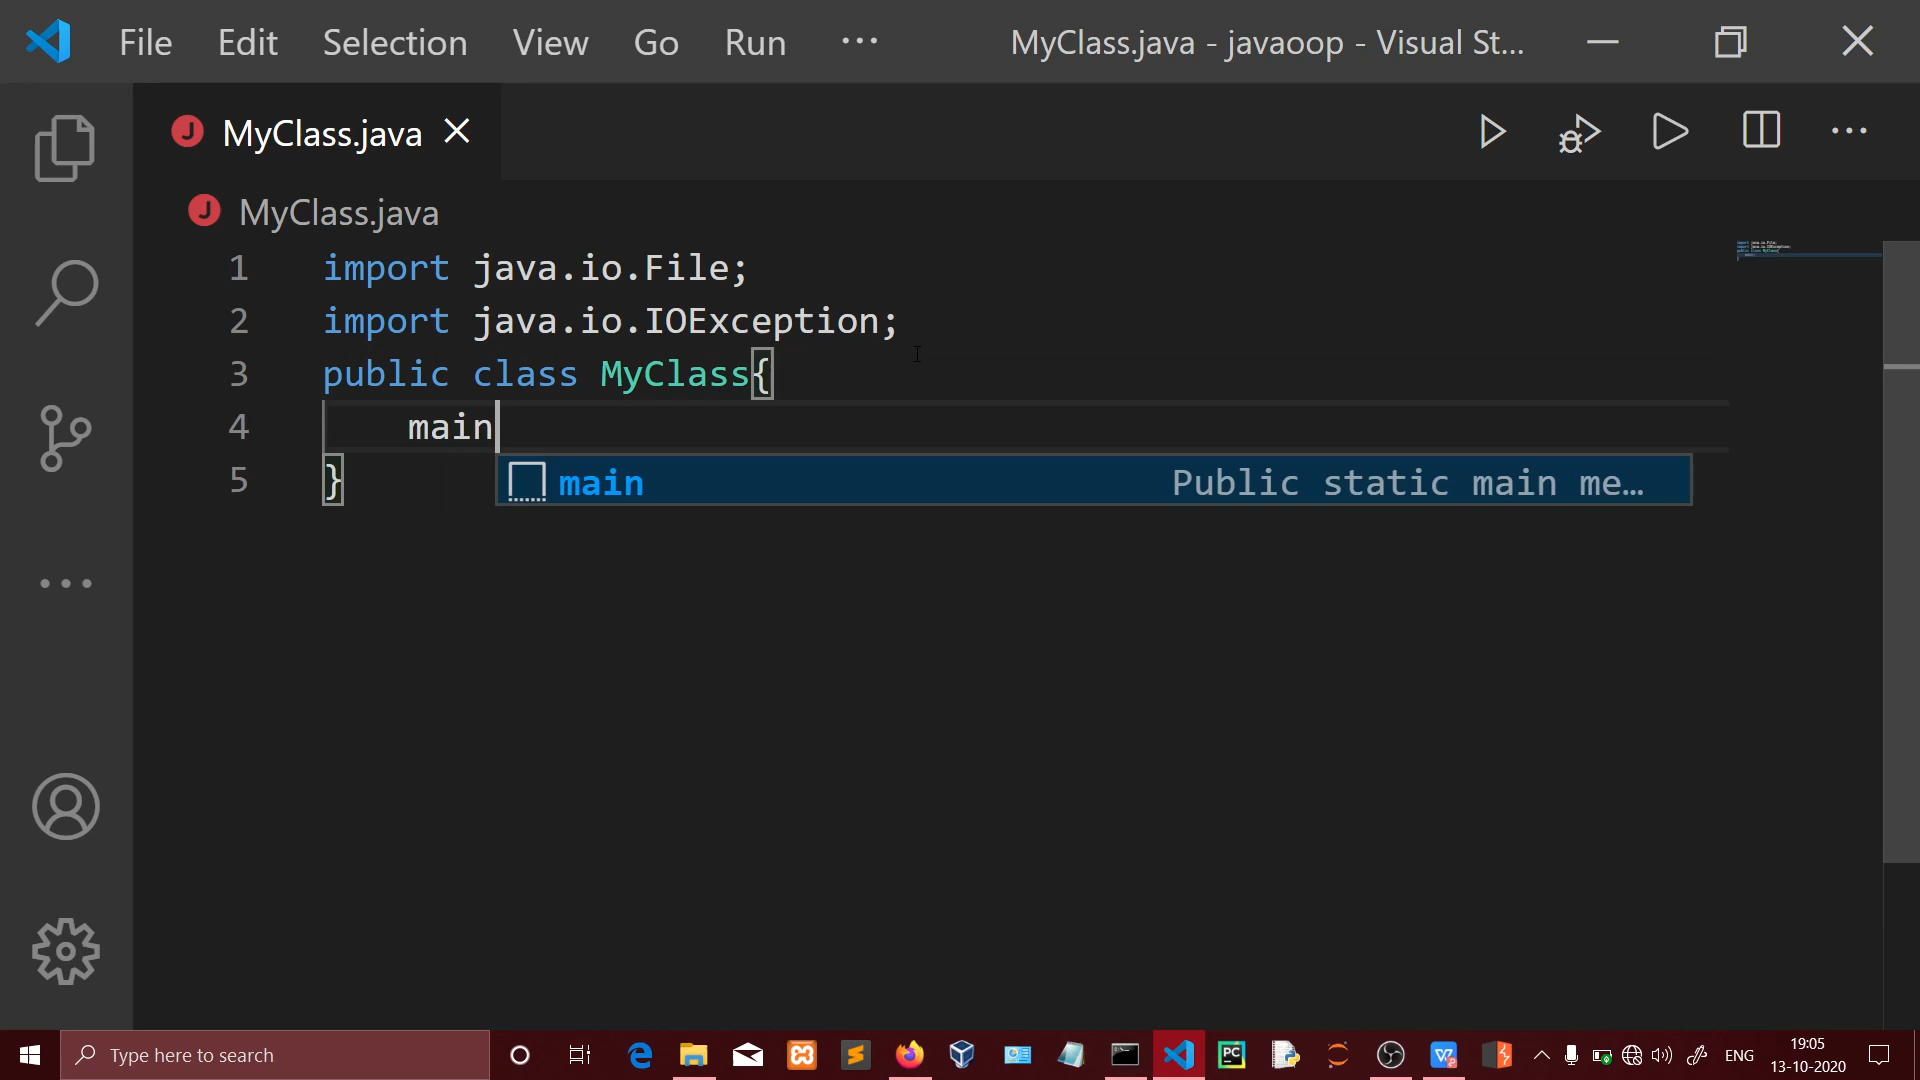 File Edit Selection View Go Run ··· MyClass.java - javaoop - Visual St...
MyClass.java
MyClass.java
1 import java.io.File;
2 import java.io.IOException;
3 public class MyClass{
4 main
main Public static main me…
5 }
Type here to search
ENG
19:05
13-10-2020